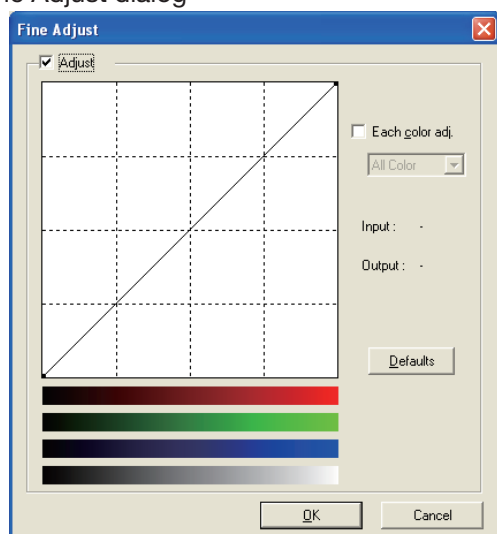 Adjust dialog
Fine Adjust
Adjust
Each color adj.
All Color
Input : -
Output : -
Defaults
OK
Cancel